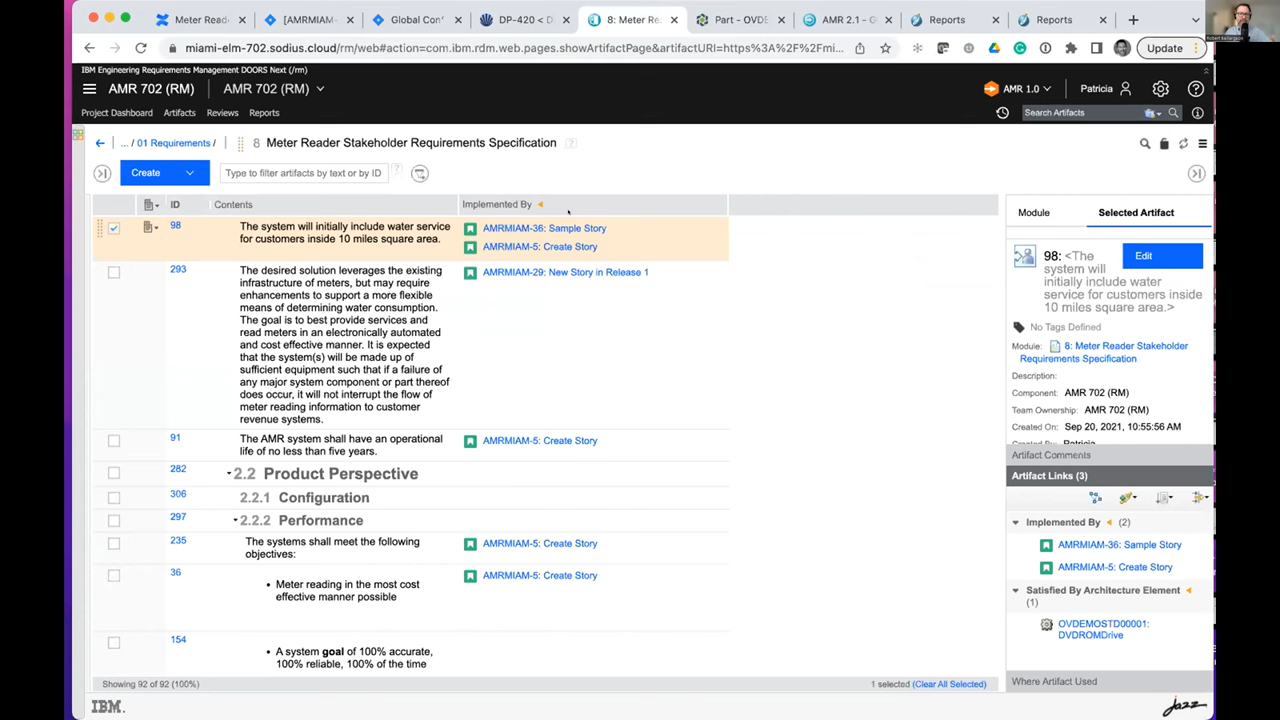 Meter Reade
[AMRMIAM-
Global Conf
DP-420 < D
8: Meter Re
Part - OVDE
AMR 2.1 - G
Reports
Reports
miami-elm-702.sodius.cloud/rm/web#action=com.ibm.rdm.web.pages.showArtifactPage&artifactURI=https%3A%2F%2Fmi...
Update
IBM Engineering Requirements Management DOORS Next (/rm)
AMR 702 (RM)
AMR 702 (RM)
AMR 1.0
Patricia
Project Dashboard
Artifacts
Reviews
Reports
Search Artifacts
... / 01 Requirements /
8 Meter Reader Stakeholder Requirements Specification
Create
Type to filter artifacts by text or by ID
ID
Contents
Implemented By
98
The system will initially include water service
for customers inside 10 miles square area.
AMRMIAM-36: Sample Story
AMRMIAM-5: Create Story
293
The desired solution leverages the existing
infrastructure of meters, but may require
enhancements to support a more flexible
means of determining water consumption.
The goal is to best provide services and
read meters in an electronically automated
and cost effective manner. It is expected
that the system(s) will be made up of
sufficient equipment such that if a failure of
any major system component or part thereof
does occur, it will not interrupt the flow of
meter reading information to customer
revenue systems.
AMRMIAM-29: New Story in Release 1
91
The AMR system shall have an operational
life of no less than five years.
AMRMIAM-5: Create Story
282
2.2 Product Perspective
306
2.2.1 Configuration
297
2.2.2 Performance
235
The systems shall meet the following
objectives:
AMRMIAM-5: Create Story
36
• Meter reading in the most cost
effective manner possible
AMRMIAM-5: Create Story
154
• A system goal of 100% accurate,
100% reliable, 100% of the time
Showing 92 of 92 (100%)
1 selected (Clear All Selected)
Module
Selected Artifact
98: <The
system will
initially include water
service for customers inside
10 miles square area.>
Edit
No Tags Defined
Module: 8: Meter Reader Stakeholder
Requirements Specification
Description:
Component: AMR 702 (RM)
Team Ownership: AMR 702 (RM)
Created On: Sep 20, 2021, 10:55:56 AM
Created By: Patricia
Artifact Comments
Artifact Links (3)
Implemented By (2)
AMRMIAM-36: Sample Story
AMRMIAM-5: Create Story
Satisfied By Architecture Element
(1)
OVDEMOSTD00001:
DVDROMDrive
Where Artifact Used
IBM.
Jazz